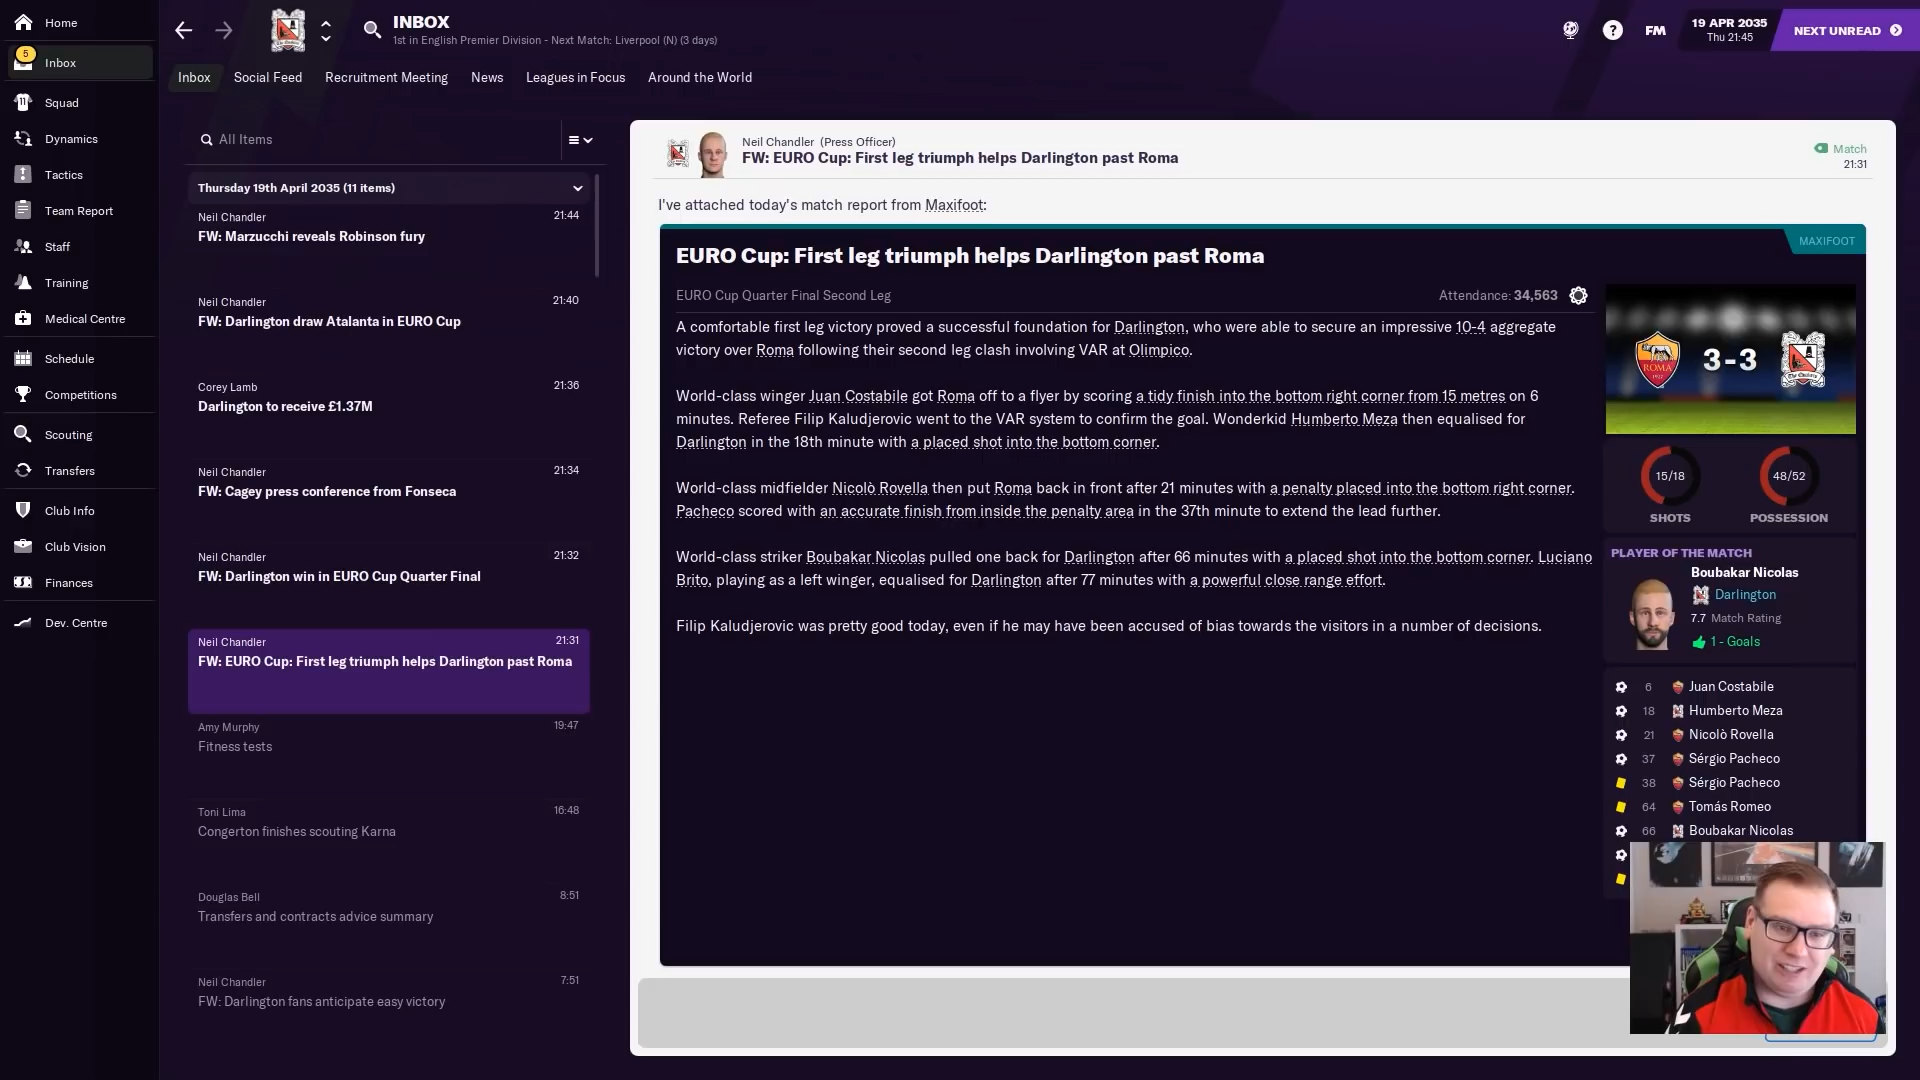 Home
5
Inbox
Squad
Dynamics
Tactics
Team Report
Staff
Training
Medical Centre
Schedule
Competitions
Scouting
Transfers
Club Info
Club Vision
Finances
Dev. Centre
INBOX
1st in English Premier Division - Next Match: Liverpool (N) (3 days)
FM
19 APR 2035
Thu 21:45
NEXT UNREAD
Inbox
Social Feed
Recruitment Meeting
News
Leagues in Focus
Around the World
All Items
Thursday 19th April 2035 (11 items)
Neil Chandler 21:44
FW: Marzucchi reveals Robinson fury
Neil Chandler 21:40
FW: Darlington draw Atalanta in EURO Cup
Corey Lamb 21:36
Darlington to receive £1.37M
Neil Chandler 21:34
FW: Cagey press conference from Fonseca
Neil Chandler 21:32
FW: Darlington win in EURO Cup Quarter Final
Neil Chandler 21:31
FW: EURO Cup: First leg triumph helps Darlington past Roma
Amy Murphy 19:47
Fitness tests
Toni Lima 16:48
Congerton finishes scouting Karna
Douglas Bell 8:51
Transfers and contracts advice summary
Neil Chandler 7:51
FW: Darlington fans anticipate easy victory
Neil Chandler (Press Officer)
FW: EURO Cup: First leg triumph helps Darlington past Roma
Match
21:31
I've attached today's match report from Maxifoot:
MAXIFOOT
EURO Cup: First leg triumph helps Darlington past Roma
EURO Cup Quarter Final Second Leg
Attendance: 34,563
A comfortable first leg victory proved a successful foundation for Darlington, who were able to secure an impressive 10-4 aggregate
victory over Roma following their second leg clash involving VAR at Olimpico.
World-class winger Juan Costabile got Roma off to a flyer by scoring a tidy finish into the bottom right corner from 15 metres on 6
minutes. Referee Filip Kaludjerovic went to the VAR system to confirm the goal. Wonderkid Humberto Meza then equalised for
Darlington in the 18th minute with a placed shot into the bottom corner.
World-class midfielder Nicolò Rovella then put Roma back in front after 21 minutes with a penalty placed into the bottom right corner.
Pacheco scored with an accurate finish from inside the penalty area in the 37th minute to extend the lead further.
World-class striker Boubakar Nicolas pulled one back for Darlington after 66 minutes with a placed shot into the bottom corner. Luciano
Brito, playing as a left winger, equalised for Darlington after 77 minutes with a powerful close range effort.
Filip Kaludjerovic was pretty good today, even if he may have been accused of bias towards the visitors in a number of decisions.
ROMA
3-3
15/18
SHOTS
48/52
POSSESSION
PLAYER OF THE MATCH
Boubakar Nicolas
Darlington
7.7 Match Rating
1 - Goals
6 Juan Costabile
18 Humberto Meza
21 Nicolò Rovella
37 Sérgio Pacheco
38 Sérgio Pacheco
64 Tomás Romeo
66 Boubakar Nicolas